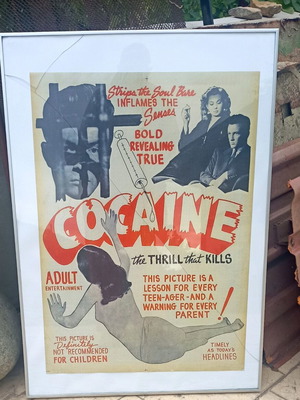 Strips the Soul Bare
INFLAMES THE
Senses
BOLD
REVEALING
TRUE
COCAINE
the THRILL that KILLS
ADULT
ENTERTAINMENT
THIS PICTURE IS A
LESSON FOR EVERY
TEEN-AGER-AND A
WARNING FOR EVERY
PARENT!
THIS PICTURE IS
Definitely
NOT RECOMMENDED
FOR CHILDREN
TIMELY
AS TODAY'S
HEADLINES